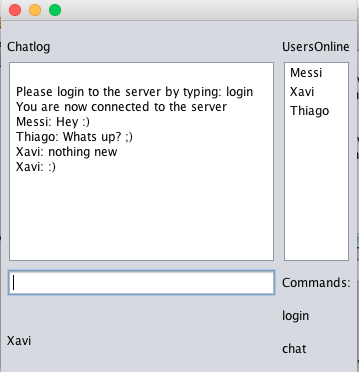 Chatlog
UsersOnline
Please login to the server by typing: login
You are now connected to the server
Messi: Hey :)
Thiago: Whats up? ;)
Xavi: nothing new
Xavi: :)
Messi
Xavi
Thiago
Commands:
login
chat
Xavi